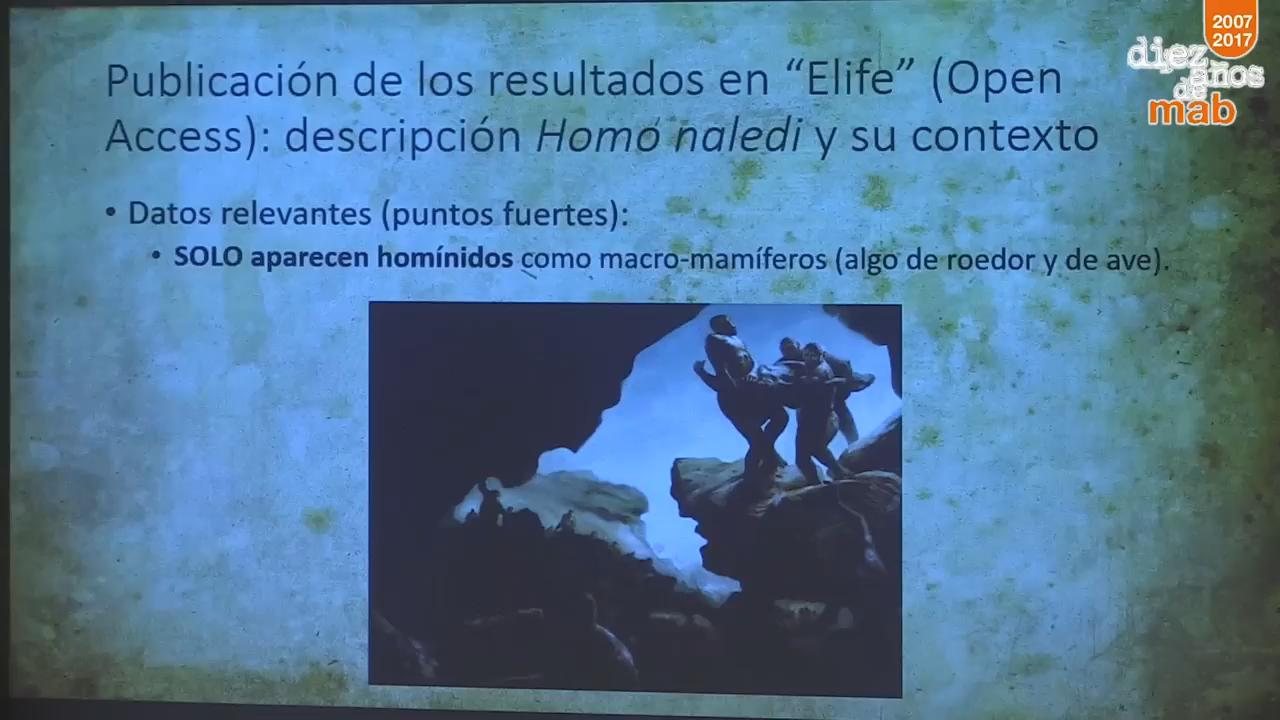 2007
2017
diez
años
de
mab
Publicación de los resultados en “Elife” (Open
Access): descripción Homo naledi y su contexto
• Datos relevantes (puntos fuertes):
• SOLO aparecen homínidos como macro-mamíferos (algo de roedor y de ave).